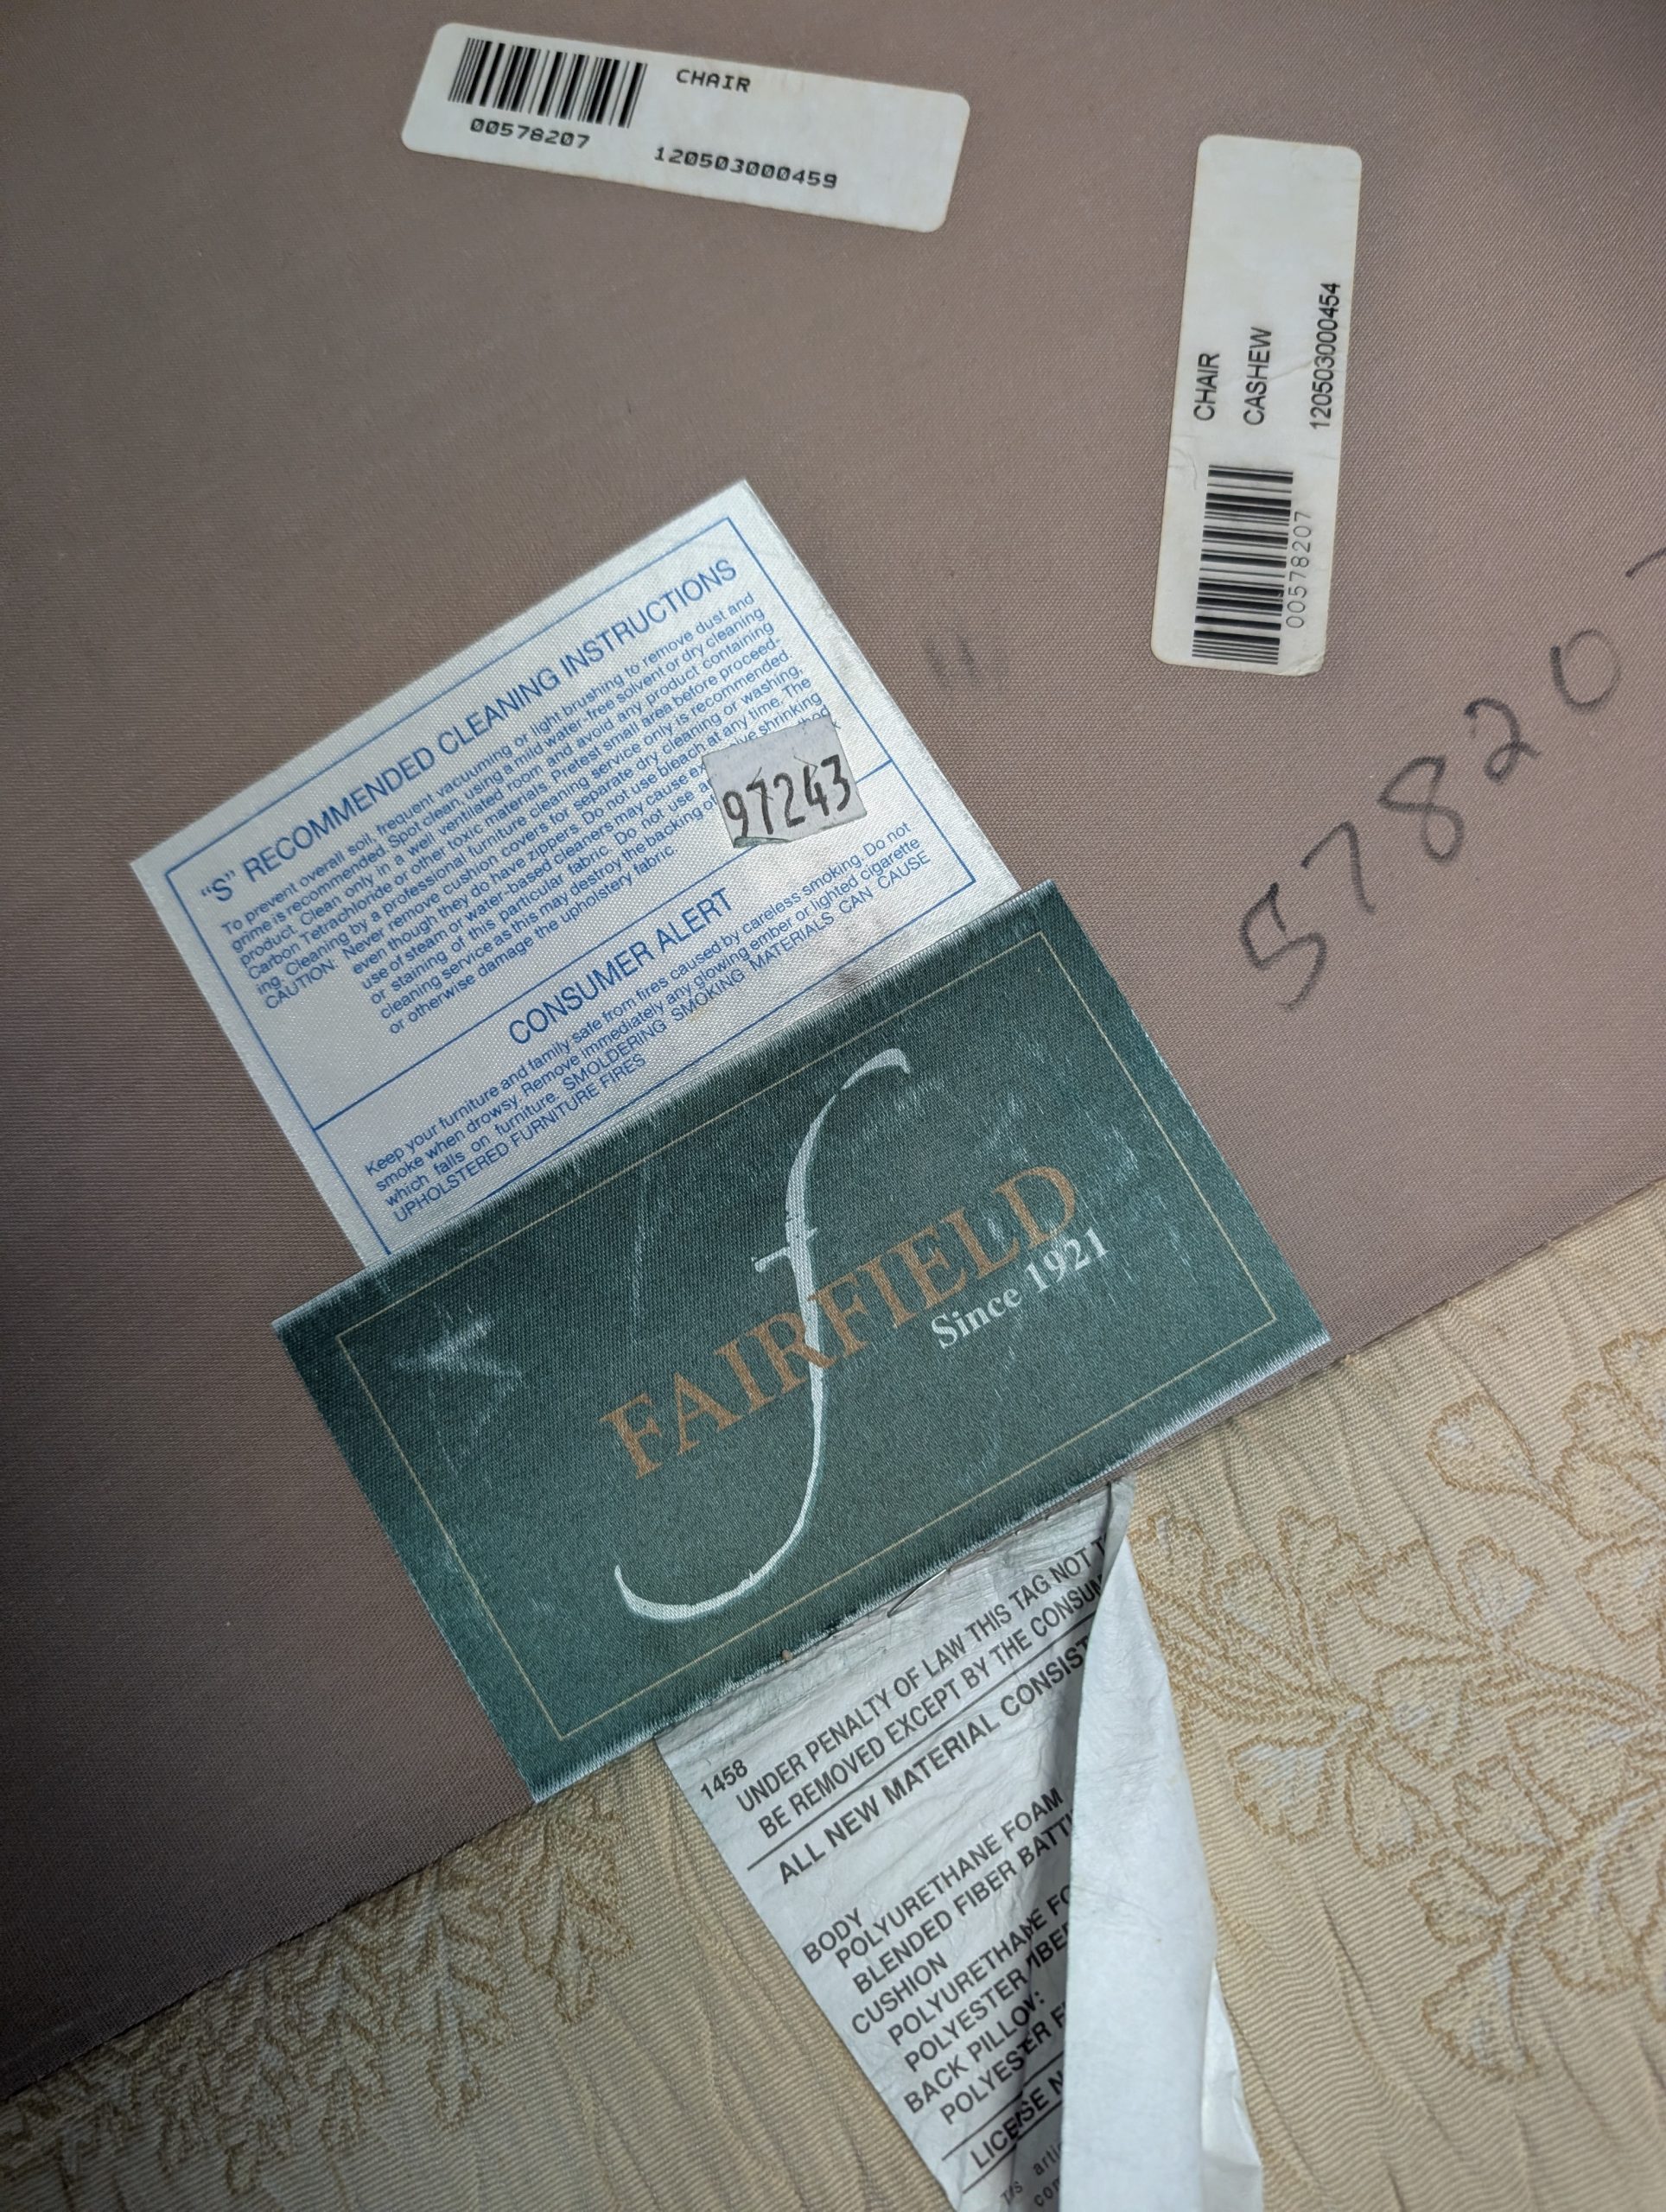 CHAIR
00578207
120503000459
CHAIR
CASHEW
120503000454
00578207
57820
"S" RECOMMENDED CLEANING INSTRUCTIONS
To prevent overall soil, frequent vacuuming or light brushing to remove dust and
grime is recommended. Spot clean, using a mild water-free solvent or dry cleaning
product. Clean only in a well ventilated room and avoid any product containing
Carbon Tetrachloride or other toxic materials. Pretest small area before proceed-
ing. Cleaning by a professional furniture cleaning service only is recommended.
CAUTION: Never remove cushion covers for separate dry cleaning or washing,
even though they do have zippers. Do not use bleach at any time. The
use of steam or water-based cleaners may cause ex ive shrinking
or staining of this particular fabric. Do not use a
cleaning service as this may destroy the backing of
or otherwise damage the upholstery fabric.
97243
CONSUMER ALERT
Keep your furniture and family safe from fires caused by careless smoking. Do not
smoke when drowsy. Remove immediately any glowing ember or lighted cigarette
which falls on furniture. SMOLDERING SMOKING MATERIALS CAN CAUSE
UPHOLSTERED FURNITURE FIRES
f
FAIRFIELD
Since 1921
1458
UNDER PENALTY OF LAW THIS TAG NOT T
BE REMOVED EXCEPT BY THE CONSUM
ALL NEW MATERIAL CONSIST
BODY
POLYURETHANE FOAM
BLENDED FIBER BATTI
CUSHION
POLYURETHANE FO
POLYESTER FIBER
BACK PILLOW:
POLYESTER F
LICENSE N